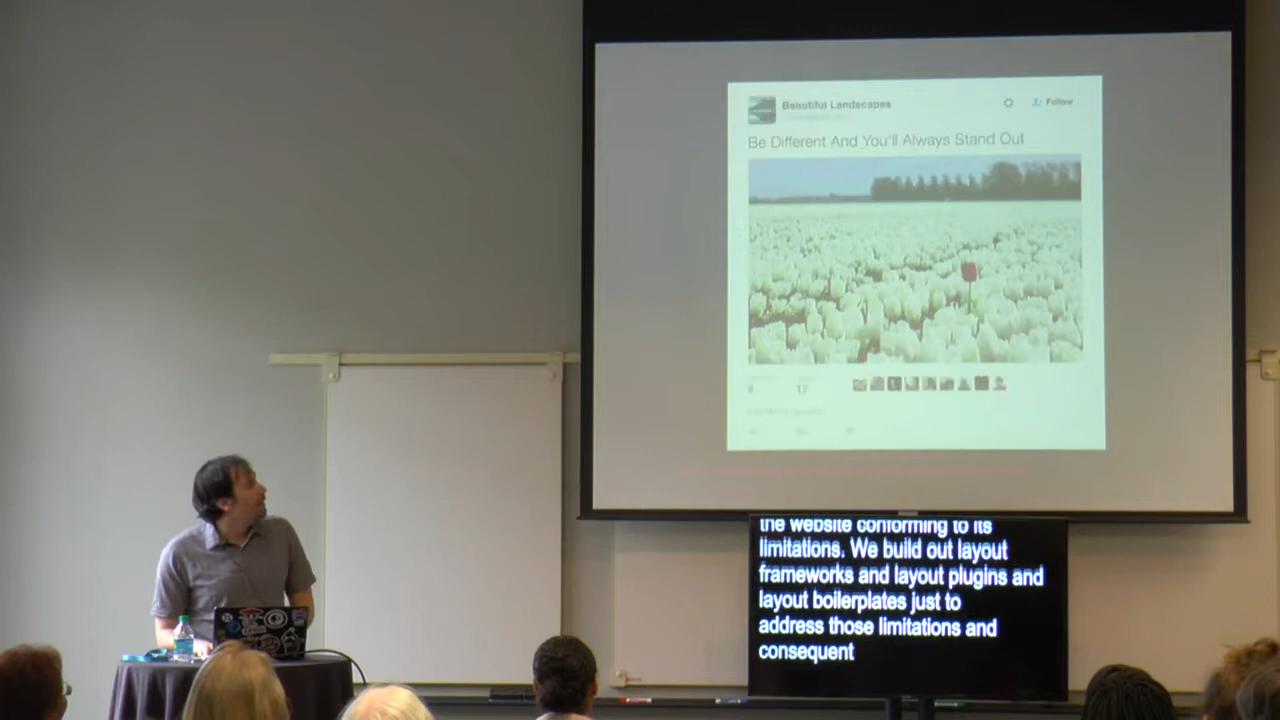 Beautiful Landscapes
Follow
Be Different And You'll Always Stand Out
17
the website conforming to its
limitations. We build out layout
frameworks and layout plugins and
layout boilerplates just to
address those limitations and
consequent